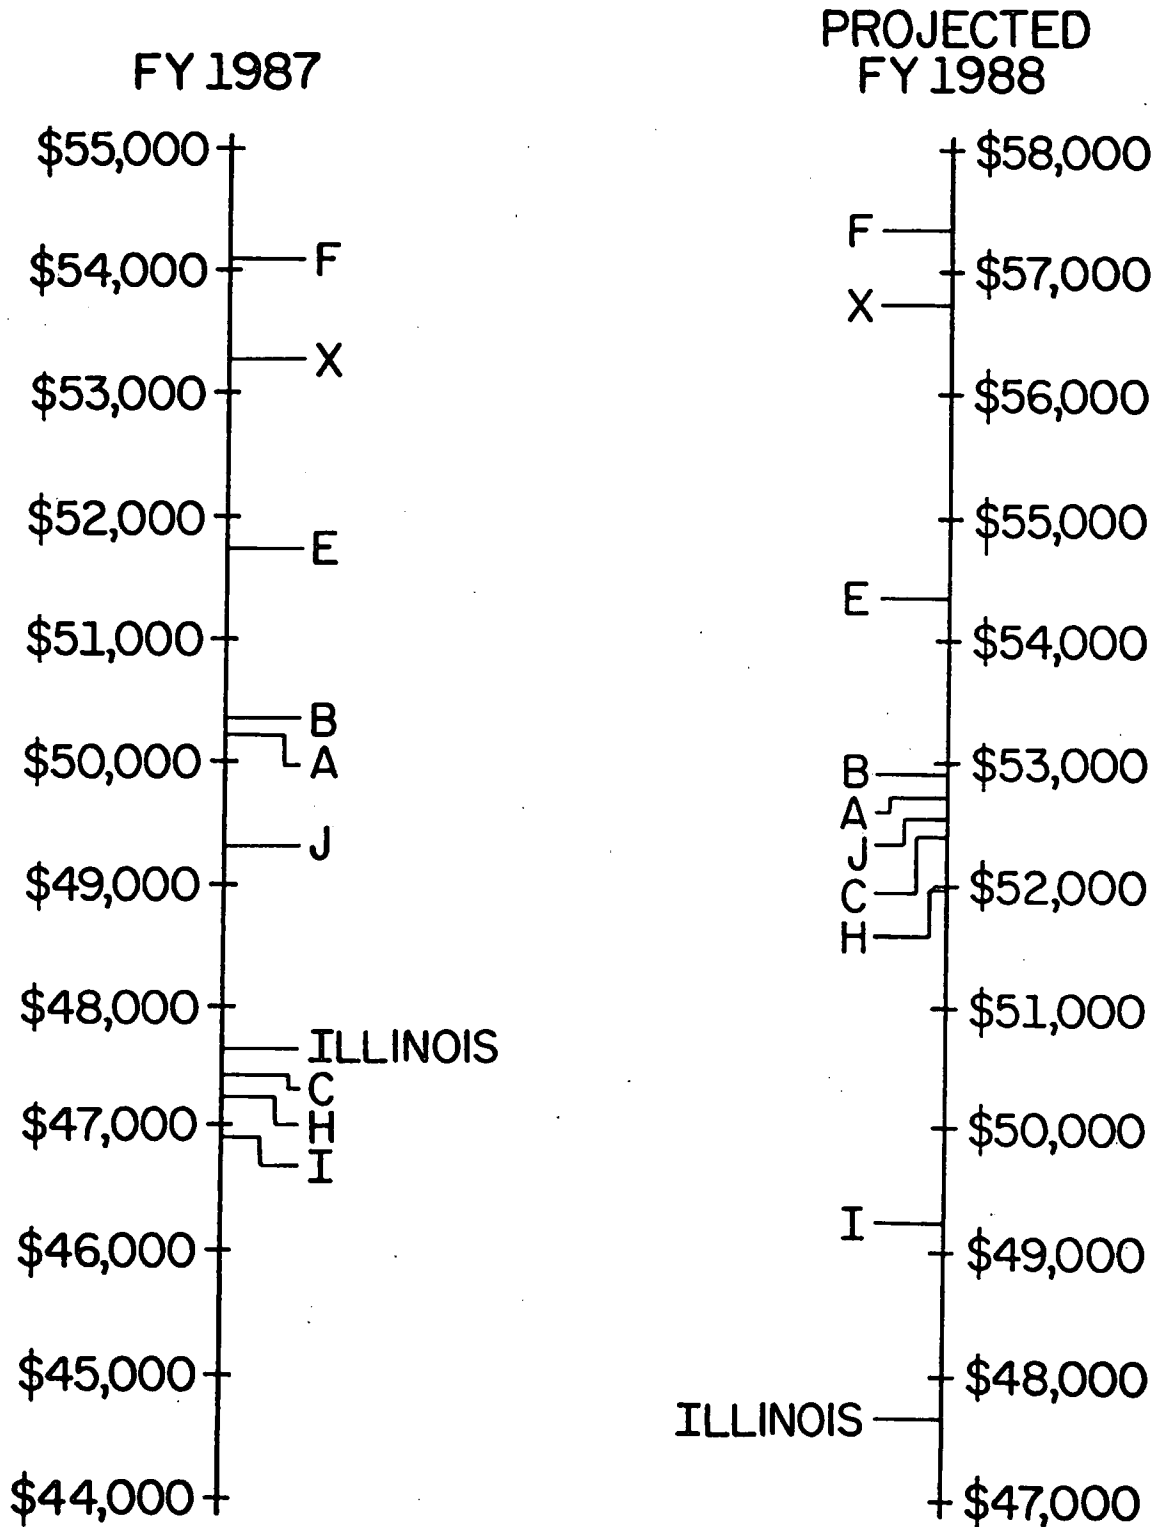 FY 1987
$55,000
F
$54,000
X
$53,000
$52,000
E
$51,000
B
$50,000
A
J
$49,000
$48,000
ILLINOIS
C
$47,000
H
I
$46,000
$45,000
$44,000
PROJECTED
FY 1988
$58,000
F
$57,000
X
$56,000
$55,000
E
$54,000
$53,000
B
A
J
$52,000
C
H
$51,000
$50,000
I
$49,000
$48,000
ILLINOIS
$47,000